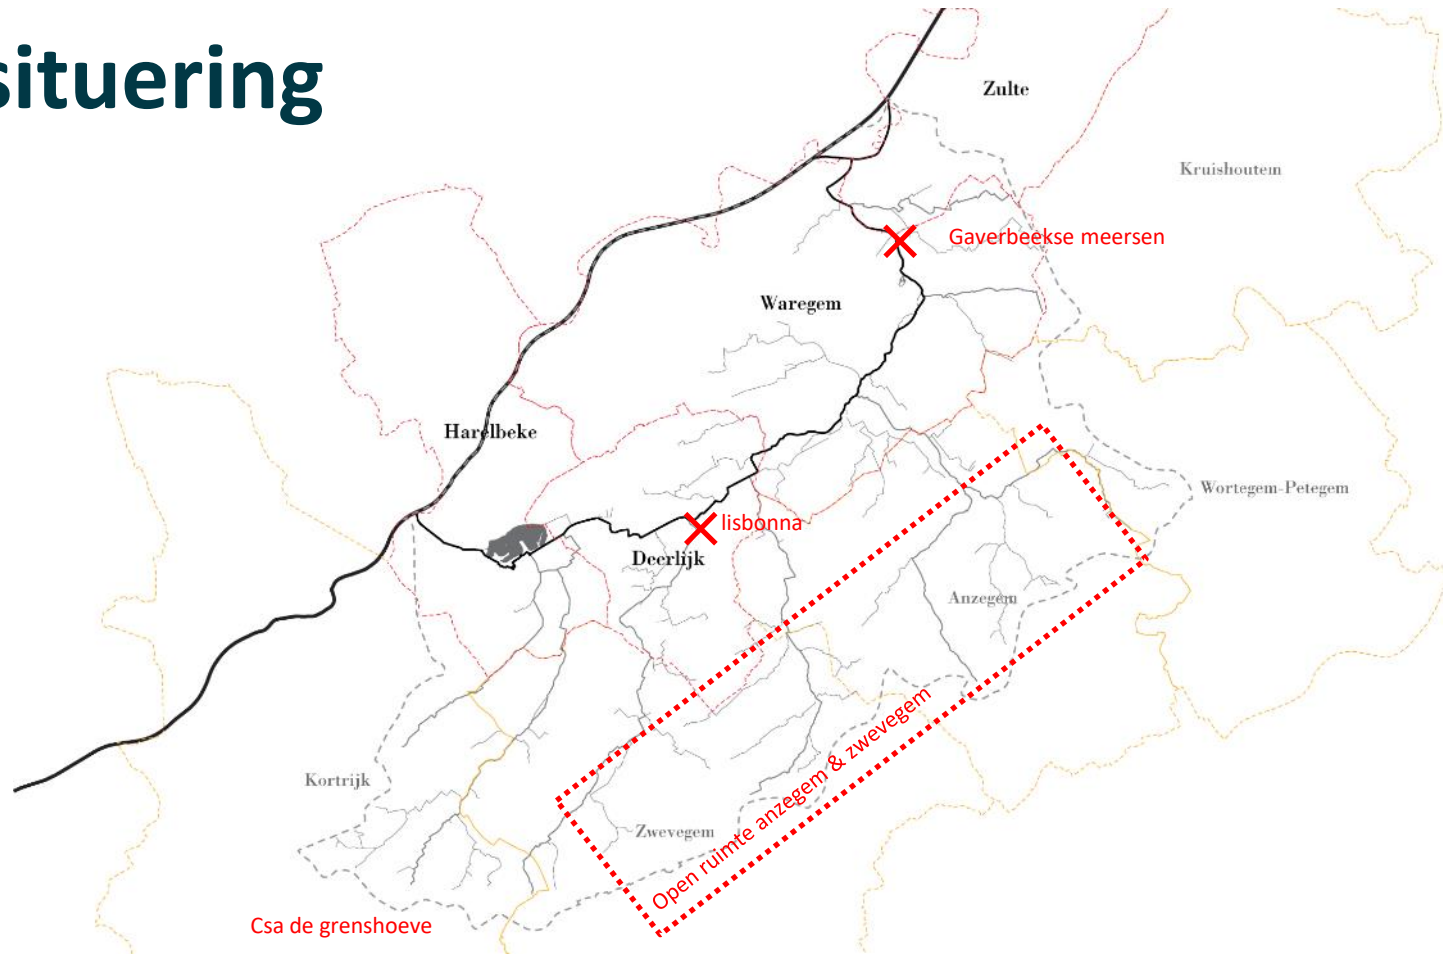 situering
Zulte
Kruishoutem
Gaverbeekse meersen
Waregem
Harelbeke
Wortegem-Petegem
lisbonna
Deerlijk
Anzegem
Kortrijk
Zwevegem
Open ruimte anzegem & zwevegem
Csa de grenshoeve